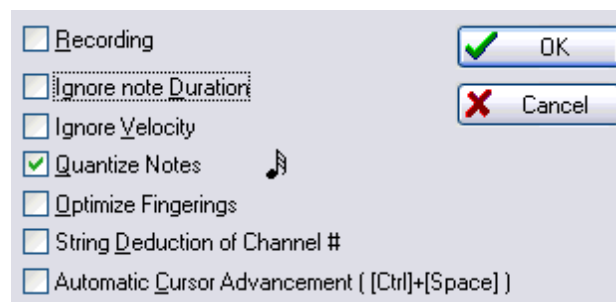 Recording
OK
Ignore note Duration
Cancel
Ignore Velocity
Quantize Notes
Optimize Fingerings
String Deduction of Channel #
Automatic Cursor Advancement ( [Ctrl]+[Space] )